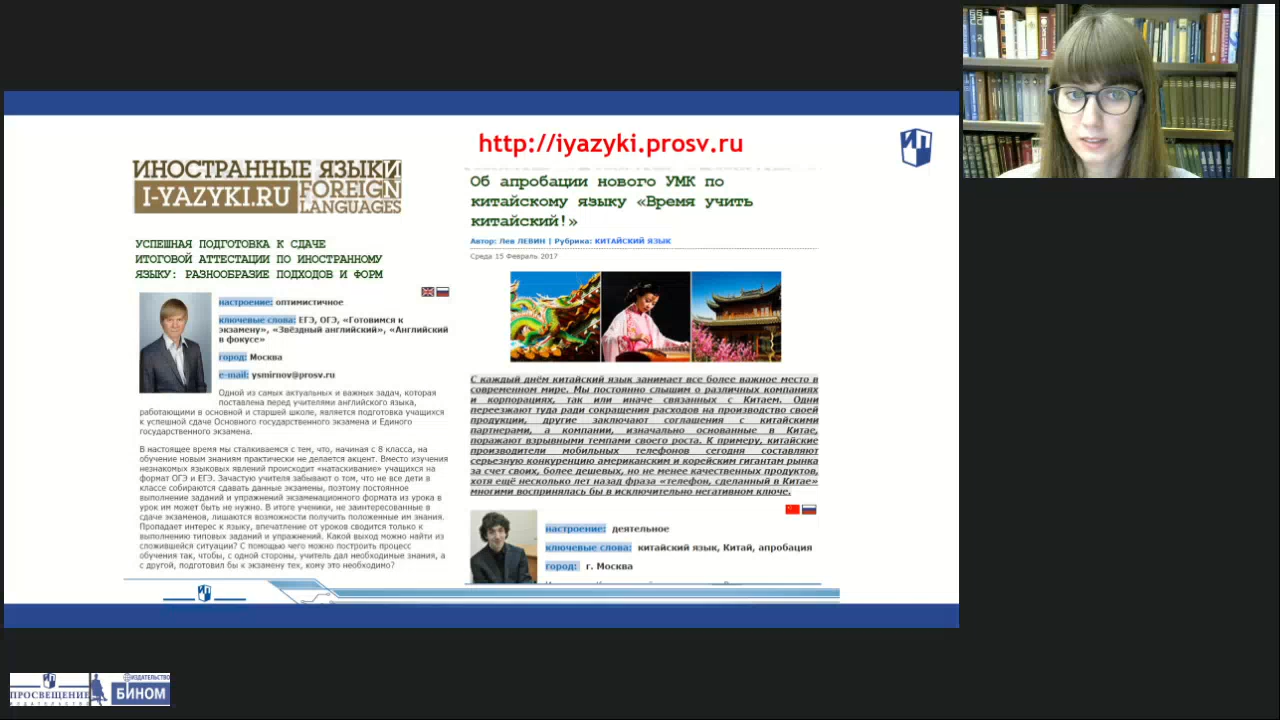 http://iyazyki.prosv.ru
ИНОСТРАННЫЕ ЯЗЫКИ
I-YAZYKI.RU
FOREIGN
LANGUAGES
УСПЕШНАЯ ПОДГОТОВКА К СДАЧЕ
ИТОГОВОЙ АТТЕСТАЦИИ ПО ИНОСТРАННОМУ
ЯЗЫКУ: РАЗНООБРАЗИЕ ПОДХОДОВ И ФОРМ
настроение: оптимистичное
ключевые слова: ЕГЭ, ОГЭ, «Готовимся к
экзамену», «Звёздный английский», «Английский
в фокусе»
город: Москва
e-mail: ysmirnov@prosv.ru
Одной из самых актуальных и важных задач, которая
поставлена перед учителями английского языка,
работающими в основной и старшей школе, является подготовка учащихся
к успешной сдаче Основного государственного экзамена и Единого
государственного экзамена.
В настоящее время мы сталкиваемся с тем, что, начиная с 8 класса, на
обучение новым знаниям практически не делается акцент. Вместо изучения
незнакомых языковых явлений происходит «натаскивание» учащихся на
формат ОГЭ и ЕГЭ. Зачастую учителя забывают о том, что не все дети в
классе собираются сдавать данные экзамены, поэтому постоянное
выполнение заданий и упражнений экзаменационного формата из урока в
урок им может быть не нужно. В итоге ученики, не заинтересованные в
сдаче экзаменов, лишаются возможности получить положенные им знания.
Пропадает интерес к языку, впечатление от уроков сводится только к
выполнению типовых заданий и упражнений. Какой выход можно найти из
сложившейся ситуации? С помощью чего можно построить процесс
обучения так, чтобы, с одной стороны, учитель дал необходимые знания, а
с другой, подготовил бы к экзамену тех, кому это необходимо?
Об апробации нового УМК по
китайскому языку «Время учить
китайский!»
Автор: Лев ЛЕВИН | Рубрика: КИТАЙСКИЙ ЯЗЫК
Среда 15 Февраль 2017
С каждый днём китайский язык занимает все более важное место в
современном мире. Мы постоянно слышим о различных компаниях
и корпорациях, так или иначе связанных с Китаем. Одни
переезжают туда ради сокращения расходов на производство своей
продукции, другие заключают соглашения с китайскими
партнерами, а компании, изначально основанные в Китае,
поражают взрывными темпами своего роста. К примеру, китайские
производители мобильных телефонов сегодня составляют
серьезную конкуренцию американским и корейским гигантам рынка
за счет своих, более дешевых, но не менее качественных продуктов,
хотя ещё несколько лет назад фраза «телефон, сделанный в Китае»
многими воспринялась бы в исключительно негативном ключе.
настроение: деятельное
ключевые слова: китайский язык, Китай, апробация
город: г. Москва
ПРОСВЕЩЕНИЕ
ИЗДАТЕЛЬСТВО
ИЗДАТЕЛЬСТВО
БИНОМ